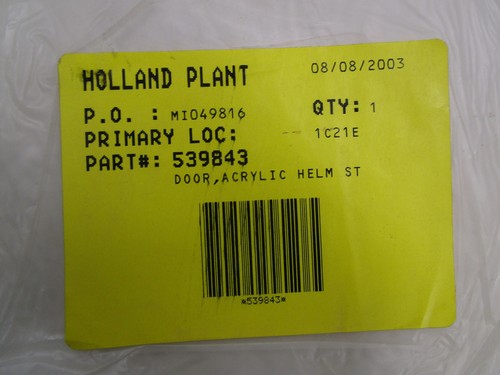 HOLLAND PLANT 08/08/2003
P.O. : MI049816 QTY: 1
PRIMARY LOC: -- 1C21E
PART#: 539843
DOOR,ACRYLIC HELM ST
*539843*